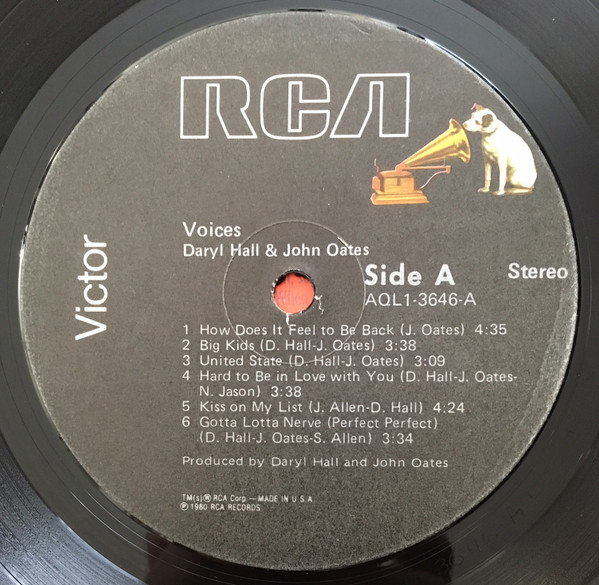 RCA
Victor
Voices
Daryl Hall & John Oates
Side A
Stereo
AQL1-3646-A
1 How Does It Feel to Be Back (J. Oates) 4:35
2 Big Kids (D. Hall-J. Oates) 3:38
3 United State (D. Hall-J. Oates) 3:09
4 Hard to Be in Love with You (D. Hall-J. Oates-
N. Jason) 3:38
5 Kiss on My List (J. Allen-D. Hall) 4:24
6 Gotta Lotta Nerve (Perfect Perfect)
(D. Hall-J. Oates-S. Allen) 3:34
Produced by Daryl Hall and John Oates
TM(s)® RCA Corp — MADE IN U.S.A
℗ 1980 RCA RECORDS